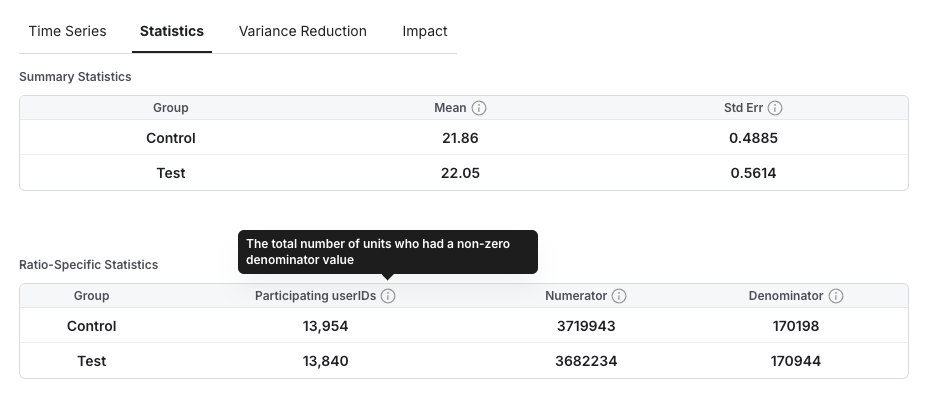 Time Series Statistics Variance Reduction Impact
Summary Statistics
Group Mean Std Err
Control 21.86 0.4885
Test 22.05 0.5614
The total number of units who had a non-zero
denominator value
Ratio-Specific Statistics
Group Participating userIDs Numerator Denominator
Control 13,954 3719943 170198
Test 13,840 3682234 170944